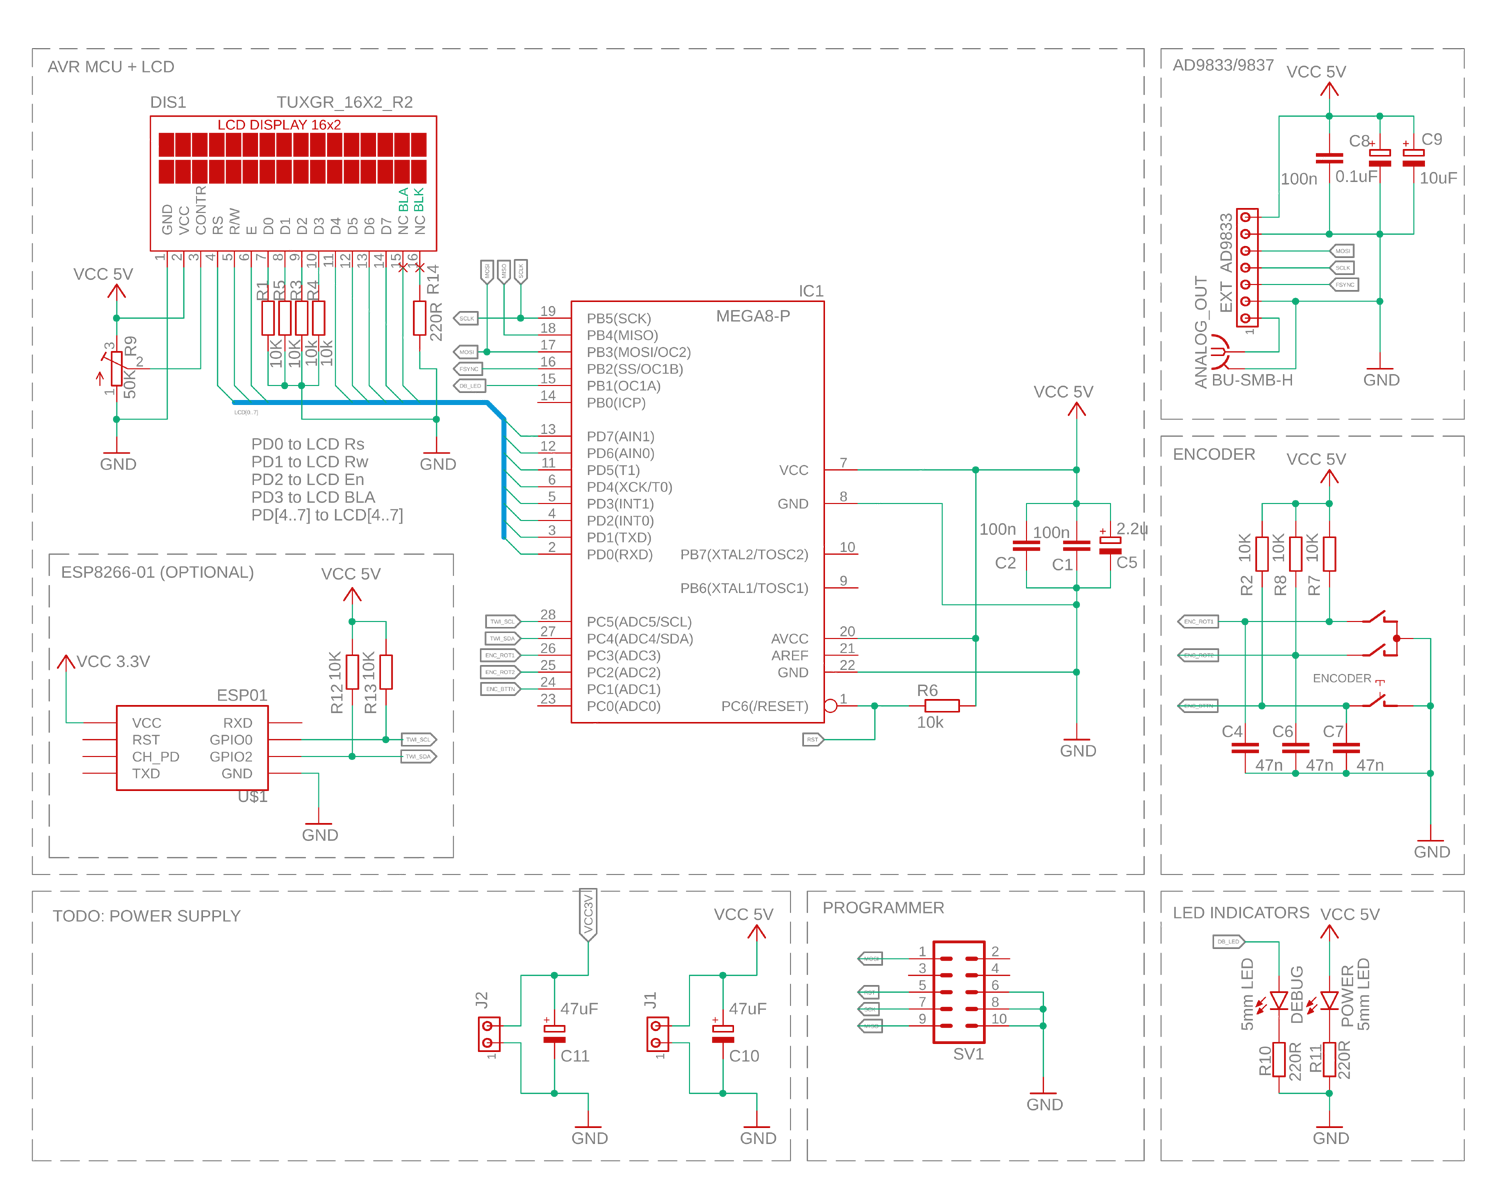 AVR MCU + LCD
DIS1
TUXGR_16X2_R2
LCD DISPLAY 16x2
GND
VCC
CONTR
RS
R/W
E
D0
D1
D2
D3
D4
D5
D6
D7
NC BLA
NC BLK
1
2
3
4
5
6
7
8
9
10
11
12
13
14
15
16
VCC 5V
R9
50K
3
2
1
GND
R1
R5
R3
R4
10K
10K
10k
10k
R14
220R
GND
LCD[0..7]
PD0 to LCD Rs
PD1 to LCD Rw
PD2 to LCD En
PD3 to LCD BLA
PD[4..7] to LCD[4..7]
MOSI
MISO
SCLK
SCLK
MOSI
FSYNC
DB_LED
IC1
MEGA8-P
19 PB5(SCK)
18 PB4(MISO)
17 PB3(MOSI/OC2)
16 PB2(SS/OC1B)
15 PB1(OC1A)
14 PB0(ICP)
13 PD7(AIN1)
12 PD6(AIN0)
11 PD5(T1)
6 PD4(XCK/T0)
5 PD3(INT1)
4 PD2(INT0)
3 PD1(TXD)
2 PD0(RXD)
TWI_SCL 28 PC5(ADC5/SCL)
TWI_SDA 27 PC4(ADC4/SDA)
ENC_ROT1 26 PC3(ADC3)
ENC_ROT2 25 PC2(ADC2)
ENC_BTTN 24 PC1(ADC1)
23 PC0(ADC0)
VCC 7
GND 8
PB7(XTAL2/TOSC2) 10
PB6(XTAL1/TOSC1) 9
AVCC 20
AREF 21
GND 22
PC6(/RESET) 1
R6
10k
RST
VCC 5V
100n
C2
100n
C1
2.2u
C5
+
GND
ESP8266-01 (OPTIONAL)
VCC 5V
VCC 3.3V
R12 10K
R13 10K
ESP01
VCC RXD
RST GPIO0
CH_PD GPIO2
TXD GND
U$1
TWI_SCL
TWI_SDA
GND
AD9833/9837
VCC 5V
100n
C8
+
0.1uF
C9
+
10uF
EXT AD9833
1
MOSI
SCLK
FSYNC
ANALOG_OUT
BU-SMB-H
GND
ENCODER
VCC 5V
R2 10K
R8 10K
R7 10K
ENC_ROT1
ENC_ROT2
ENC_BTTN
ENCODER
C4
47n
C6
47n
C7
47n
GND
TODO: POWER SUPPLY
VCC3V
J2
1
47uF
+
C11
GND
VCC 5V
J1
1
47uF
+
C10
GND
PROGRAMMER
MOSI
RST
SCK
MISO
1 2
3 4
5 6
7 8
9 10
SV1
GND
LED INDICATORS
VCC 5V
DB_LED
5mm LED
DEBUG
POWER
5mm LED
R10
220R
R11
220R
GND